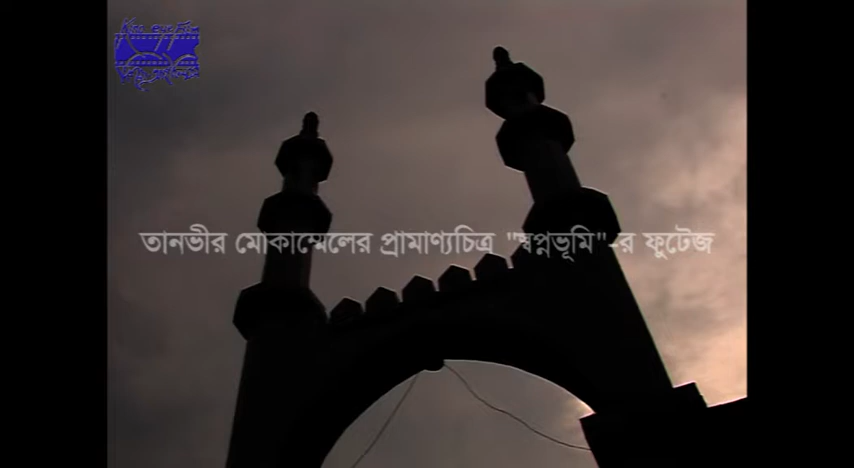 তানভীর মোকাম্মেলের প্রামাণ্যচিত্র "স্বপ্নভূমি"-র ফুটেজ